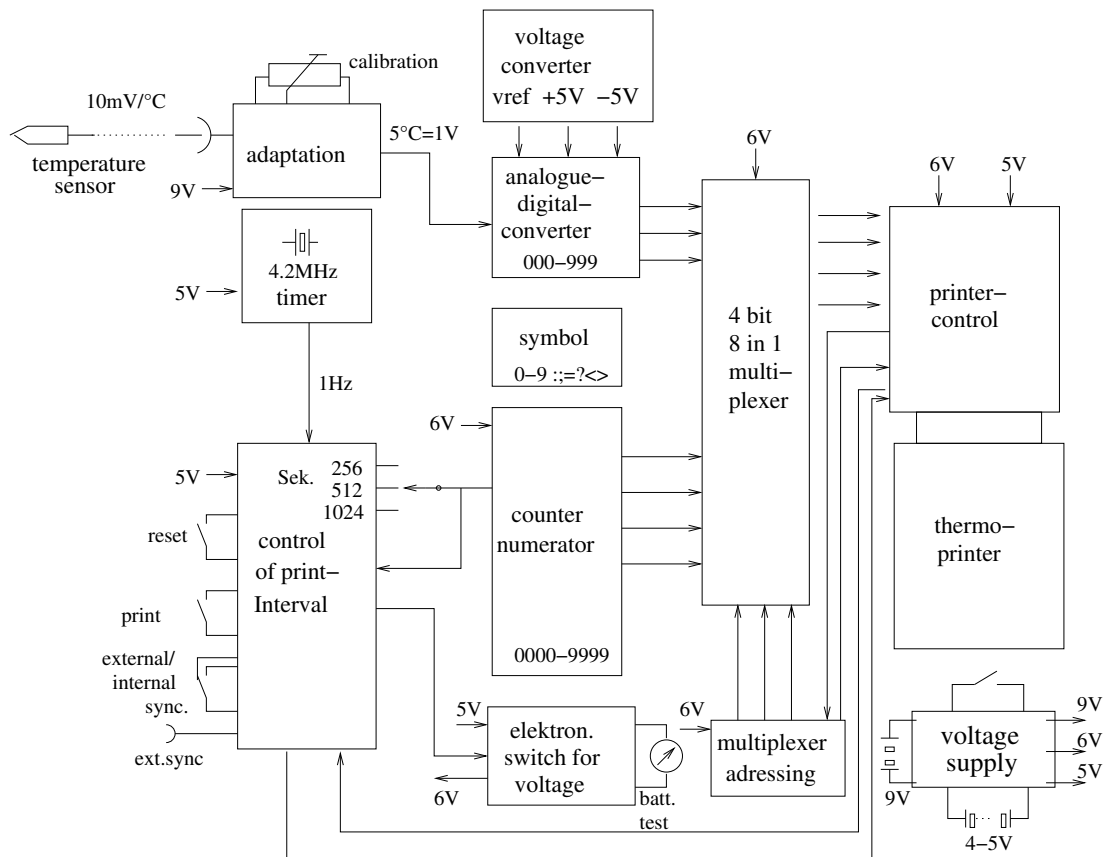 calibration
10mV/°C
temperature
sensor
adaptation
9V
5°C=1V
voltage
converter
vref +5V −5V
analogue−
digital−
converter
000−999
6V
4 bit
8 in 1
multi−
plexer
6V
5V
printer−
control
4.2MHz
timer
5V
1Hz
symbol
0−9 :;=?<>
6V
counter
numerator
0000−9999
5V
Sek.
256
512
1024
control
of print−
Interval
reset
print
external/
internal
sync.
ext.sync
thermo−
printer
5V
elektron.
switch for
voltage
6V
batt.
test
6V
multiplexer
adressing
voltage
supply
9V
6V
5V
9V
4−5V